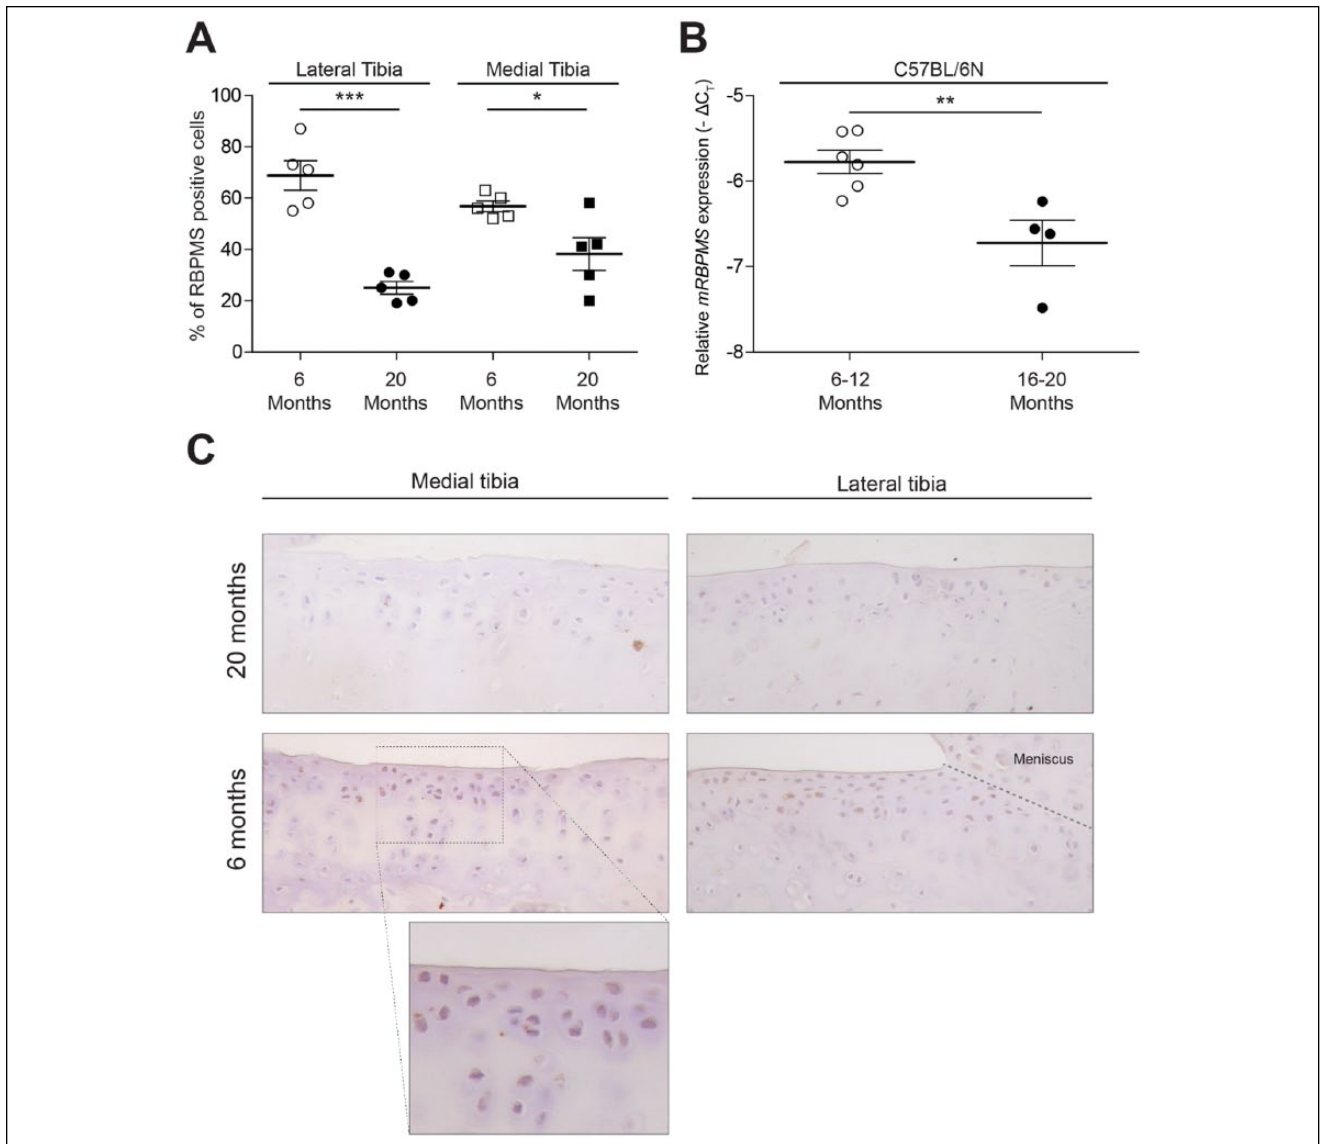 A
Lateral Tibia
Medial Tibia
***
*
% of RBPMS positive cells
100
80
60
40
20
0
6
Months
20
Months
6
Months
20
Months
B
C57BL/6N
**
Relative mRBPMS expression (- ΔCT)
-5
-6
-7
-8
6-12
Months
16-20
Months
C
Medial tibia
Lateral tibia
20 months
6 months
Meniscus